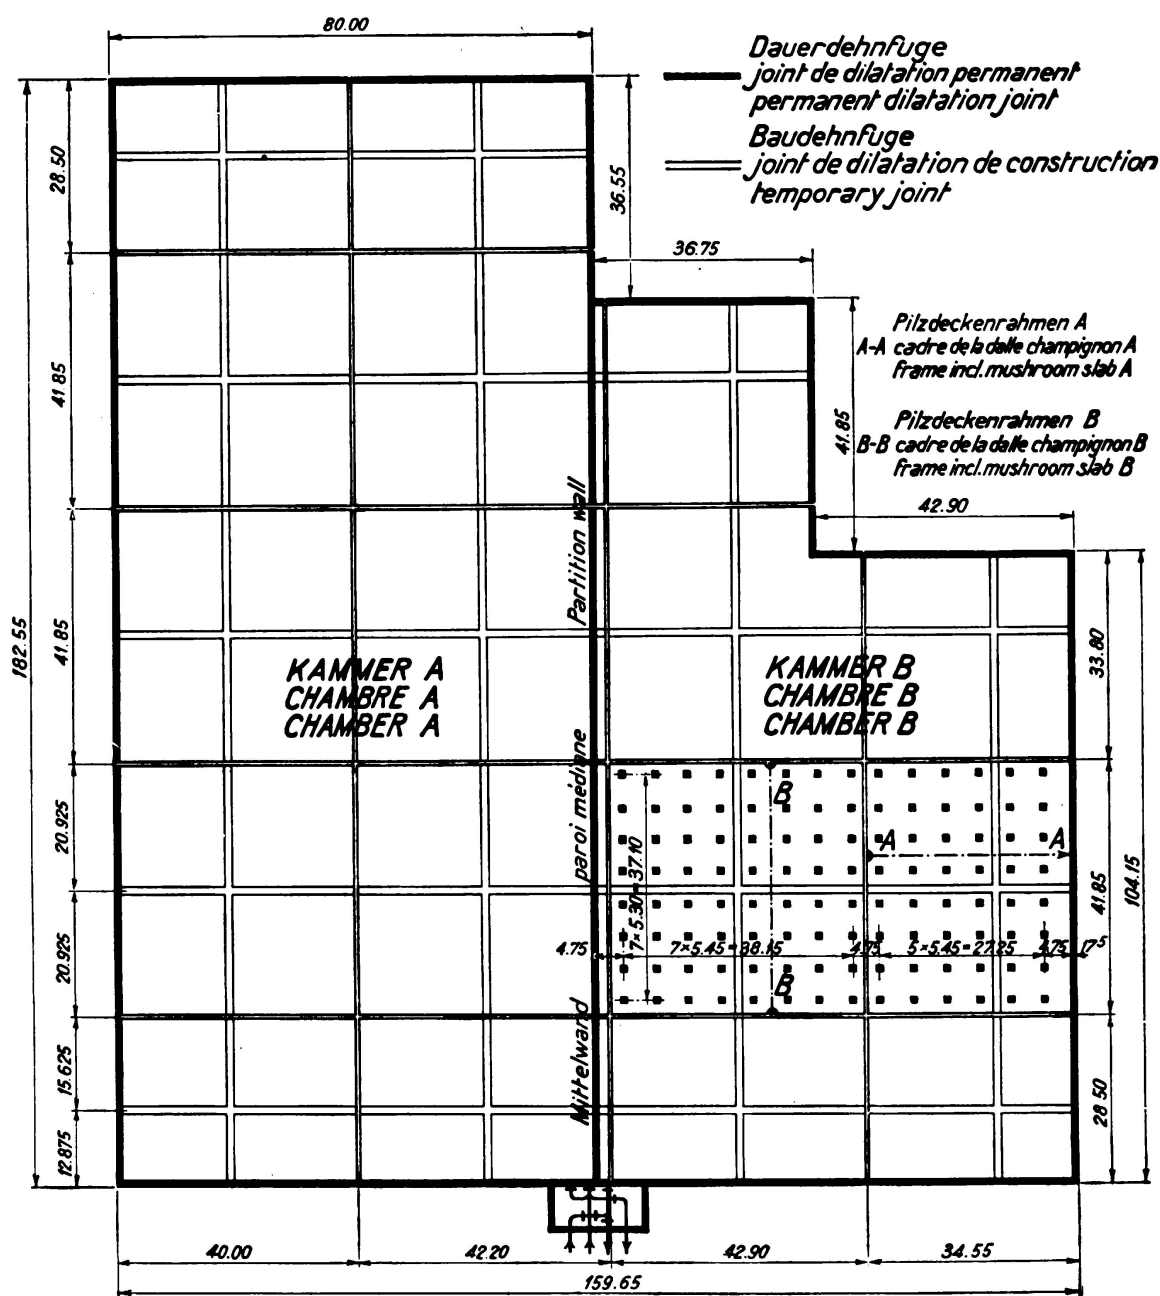 80.00
Dauerdehnfuge
joint de dilatation permanent
permanent dilatation joint
Baudehnfuge
joint de dilatation de construction
temporary joint
28.50
36.55
36.75
41.85
Pilzdeckenrahmen A
A-A cadre de la dalle champignon A
frame incl. mushroom slab A
41.85
Pilzdeckenrahmen B
B-B cadre de la dalle champignon B
frame incl. mushroom slab B
42.90
182.55
41.85
Mittelwand paroi médiane Partition wall
33.80
KAMMER A
CHAMBRE A
CHAMBER A
KAMMER B
CHAMBRE B
CHAMBER B
20.925
B
A A
7×5.30=37.10
41.85
104.15
20.925
4.75 7×5.45=38.15 4.75 5×5.45=27.25 4.75 17⁵
B
15.625
12.875
28 50
40.00 42.20 42.90 34.55
159.65